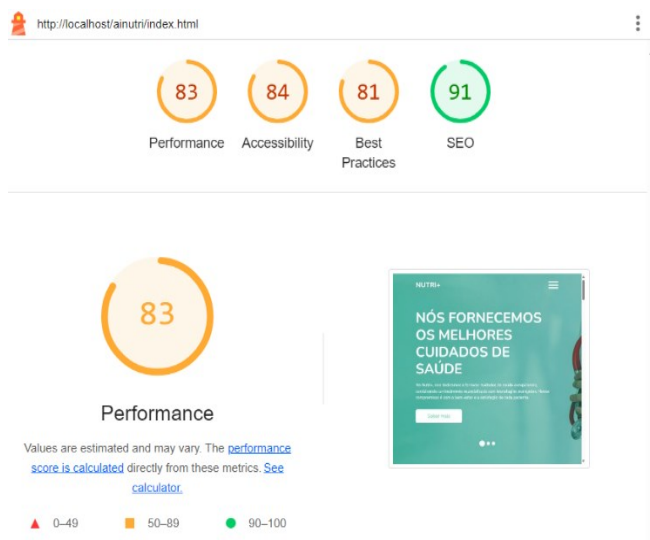 http://localhost/ainutri/index.html
83
84
81
91
Performance
Accessibility
Best
Practices
SEO
83
Performance
Values are estimated and may vary. The performance
score is calculated directly from these metrics. See
calculator.
0–49
50–89
90–100
NUTRI+
NÓS FORNECEMOS
OS MELHORES
CUIDADOS DE
SAÚDE
Saber mais